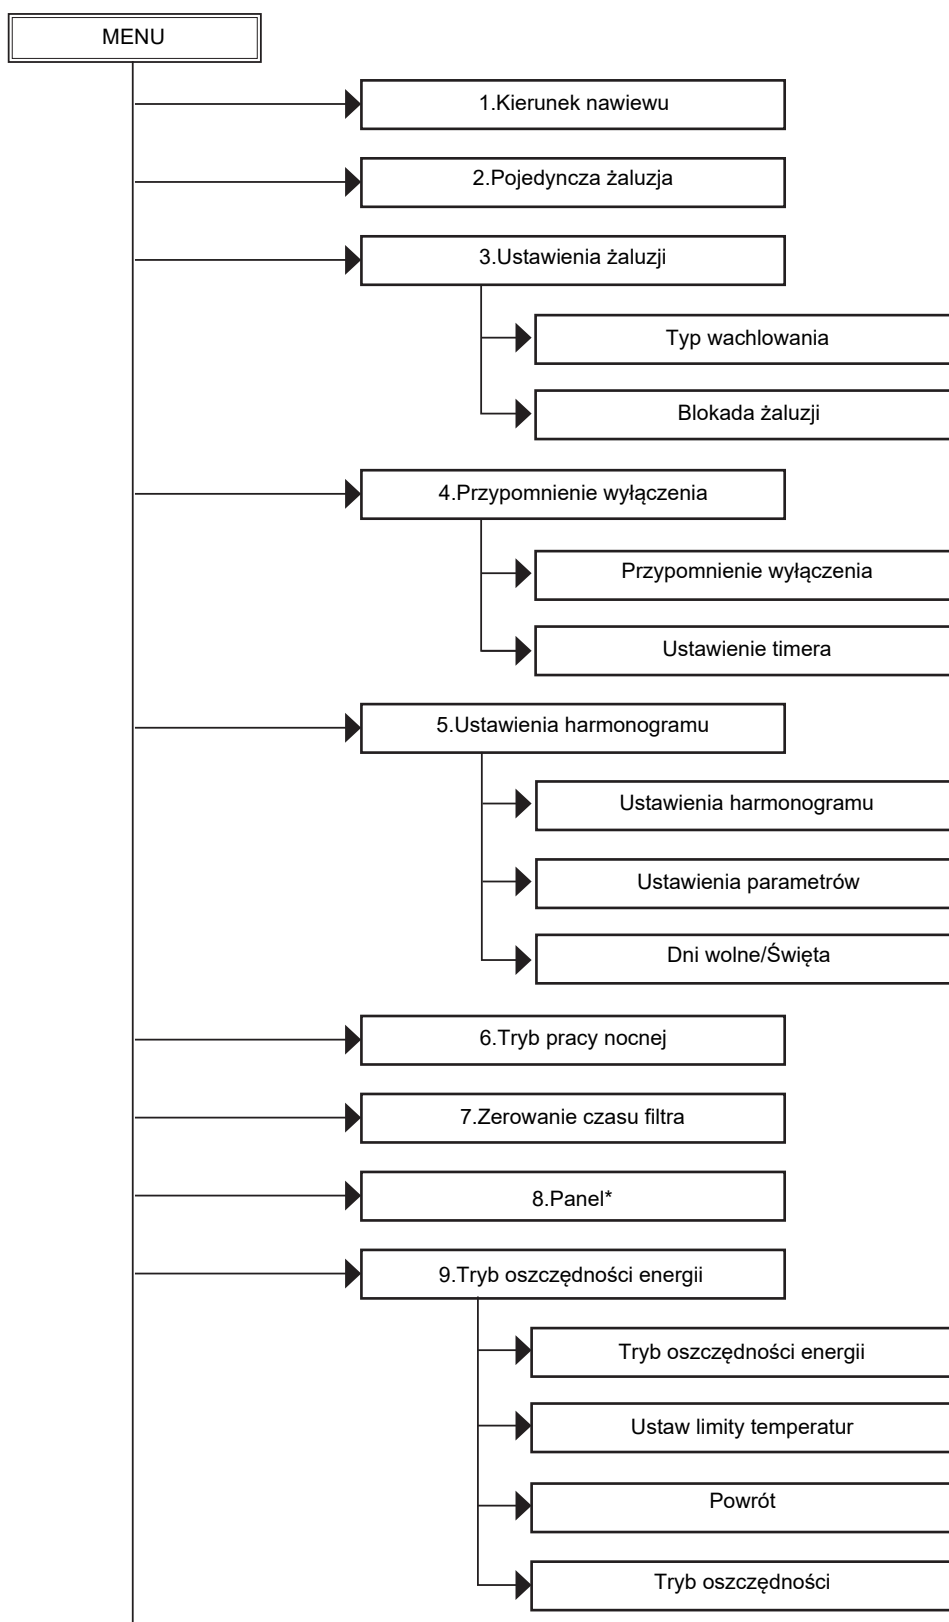 MENU
1.Kierunek nawiewu
2.Pojedyncza żaluzja
3.Ustawienia żaluzji
Typ wachlowania
Blokada żaluzji
4.Przypomnienie wyłączenia
Przypomnienie wyłączenia
Ustawienie timera
5.Ustawienia harmonogramu
Ustawienia harmonogramu
Ustawienia parametrów
Dni wolne/Święta
6.Tryb pracy nocnej
7.Zerowanie czasu filtra
8.Panel*
9.Tryb oszczędności energii
Tryb oszczędności energii
Ustaw limity temperatur
Powrót
Tryb oszczędności